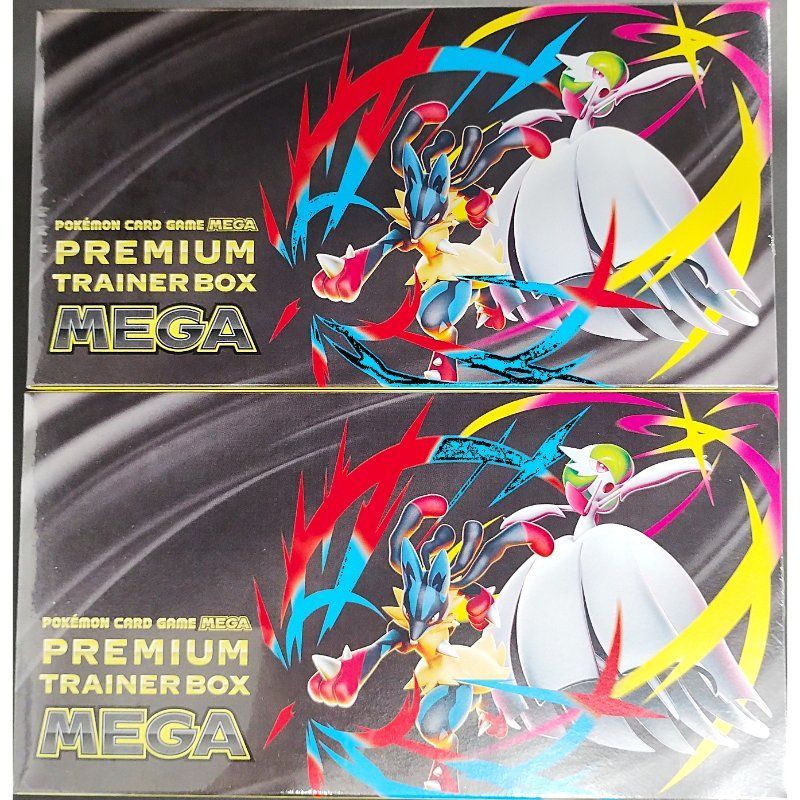 POKÉMON CARD GAME MEGA
PREMIUM
TRAINER BOX
MEGA
POKÉMON CARD GAME MEGA
PREMIUM
TRAINER BOX
MEGA